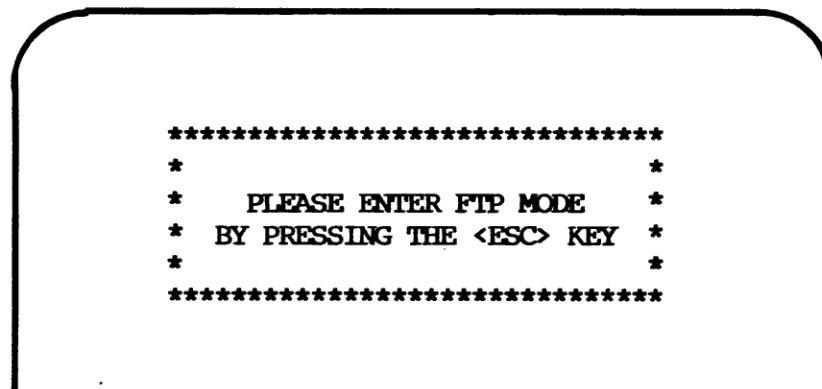 *******************************
*                             *
*     PLEASE ENTER FTP MODE   *
*  BY PRESSING THE <ESC> KEY  *
*                             *
*******************************